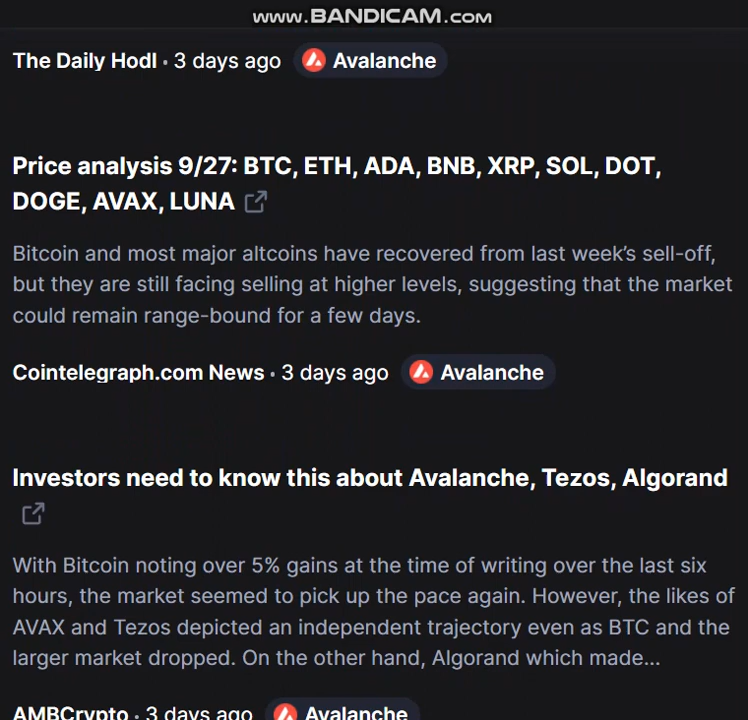 www.BANDICAM.com
The Daily Hodl • 3 days ago Avalanche
Price analysis 9/27: BTC, ETH, ADA, BNB, XRP, SOL, DOT,
DOGE, AVAX, LUNA
Bitcoin and most major altcoins have recovered from last week’s sell-off,
but they are still facing selling at higher levels, suggesting that the market
could remain range-bound for a few days.
Cointelegraph.com News • 3 days ago Avalanche
Investors need to know this about Avalanche, Tezos, Algorand
With Bitcoin noting over 5% gains at the time of writing over the last six
hours, the market seemed to pick up the pace again. However, the likes of
AVAX and Tezos depicted an independent trajectory even as BTC and the
larger market dropped. On the other hand, Algorand which made...
AMBCrypto • 3 days ago Avalanche